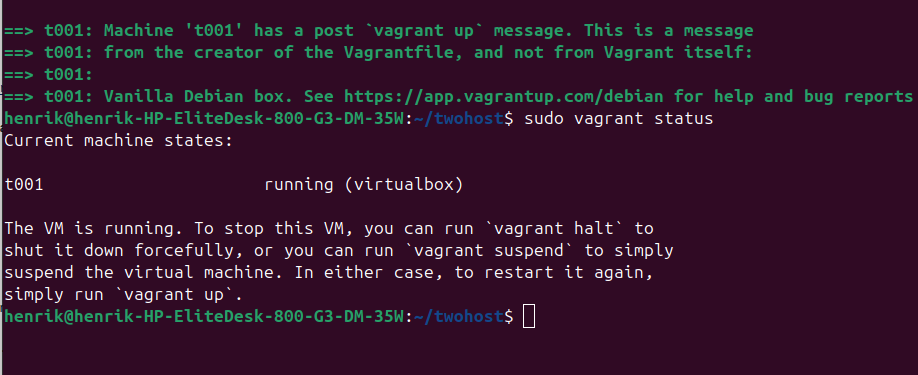 ==> t001: Machine 't001' has a post `vagrant up` message. This is a message
==> t001: from the creator of the Vagrantfile, and not from Vagrant itself:
==> t001:
==> t001: Vanilla Debian box. See https://app.vagrantup.com/debian for help and bug reports
henrik@henrik-HP-EliteDesk-800-G3-DM-35W:~/twohost$ sudo vagrant status
Current machine states:
t001                      running (virtualbox)
The VM is running. To stop this VM, you can run `vagrant halt` to
shut it down forcefully, or you can run `vagrant suspend` to simply
suspend the virtual machine. In either case, to restart it again,
simply run `vagrant up`.
henrik@henrik-HP-EliteDesk-800-G3-DM-35W:~/twohost$